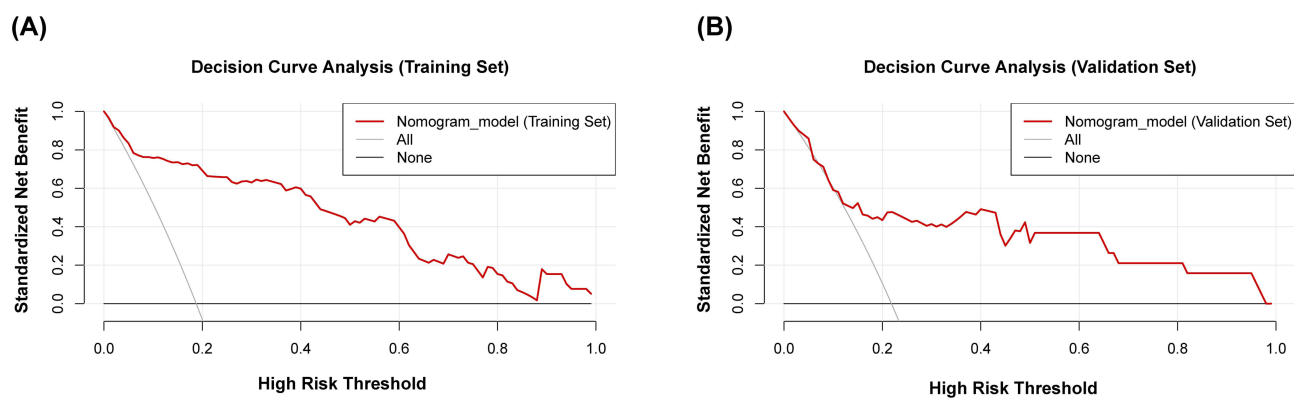 (A)
Decision Curve Analysis (Training Set)
Standardized Net Benefit
1.0
0.8
0.6
0.4
0.2
0.0
Nomogram_model (Training Set)
All
None
0.0 0.2 0.4 0.6 0.8 1.0
High Risk Threshold
(B)
Decision Curve Analysis (Validation Set)
Standardized Net Benefit
1.0
0.8
0.6
0.4
0.2
0.0
Nomogram_model (Validation Set)
All
None
0.0 0.2 0.4 0.6 0.8 1.0
High Risk Threshold